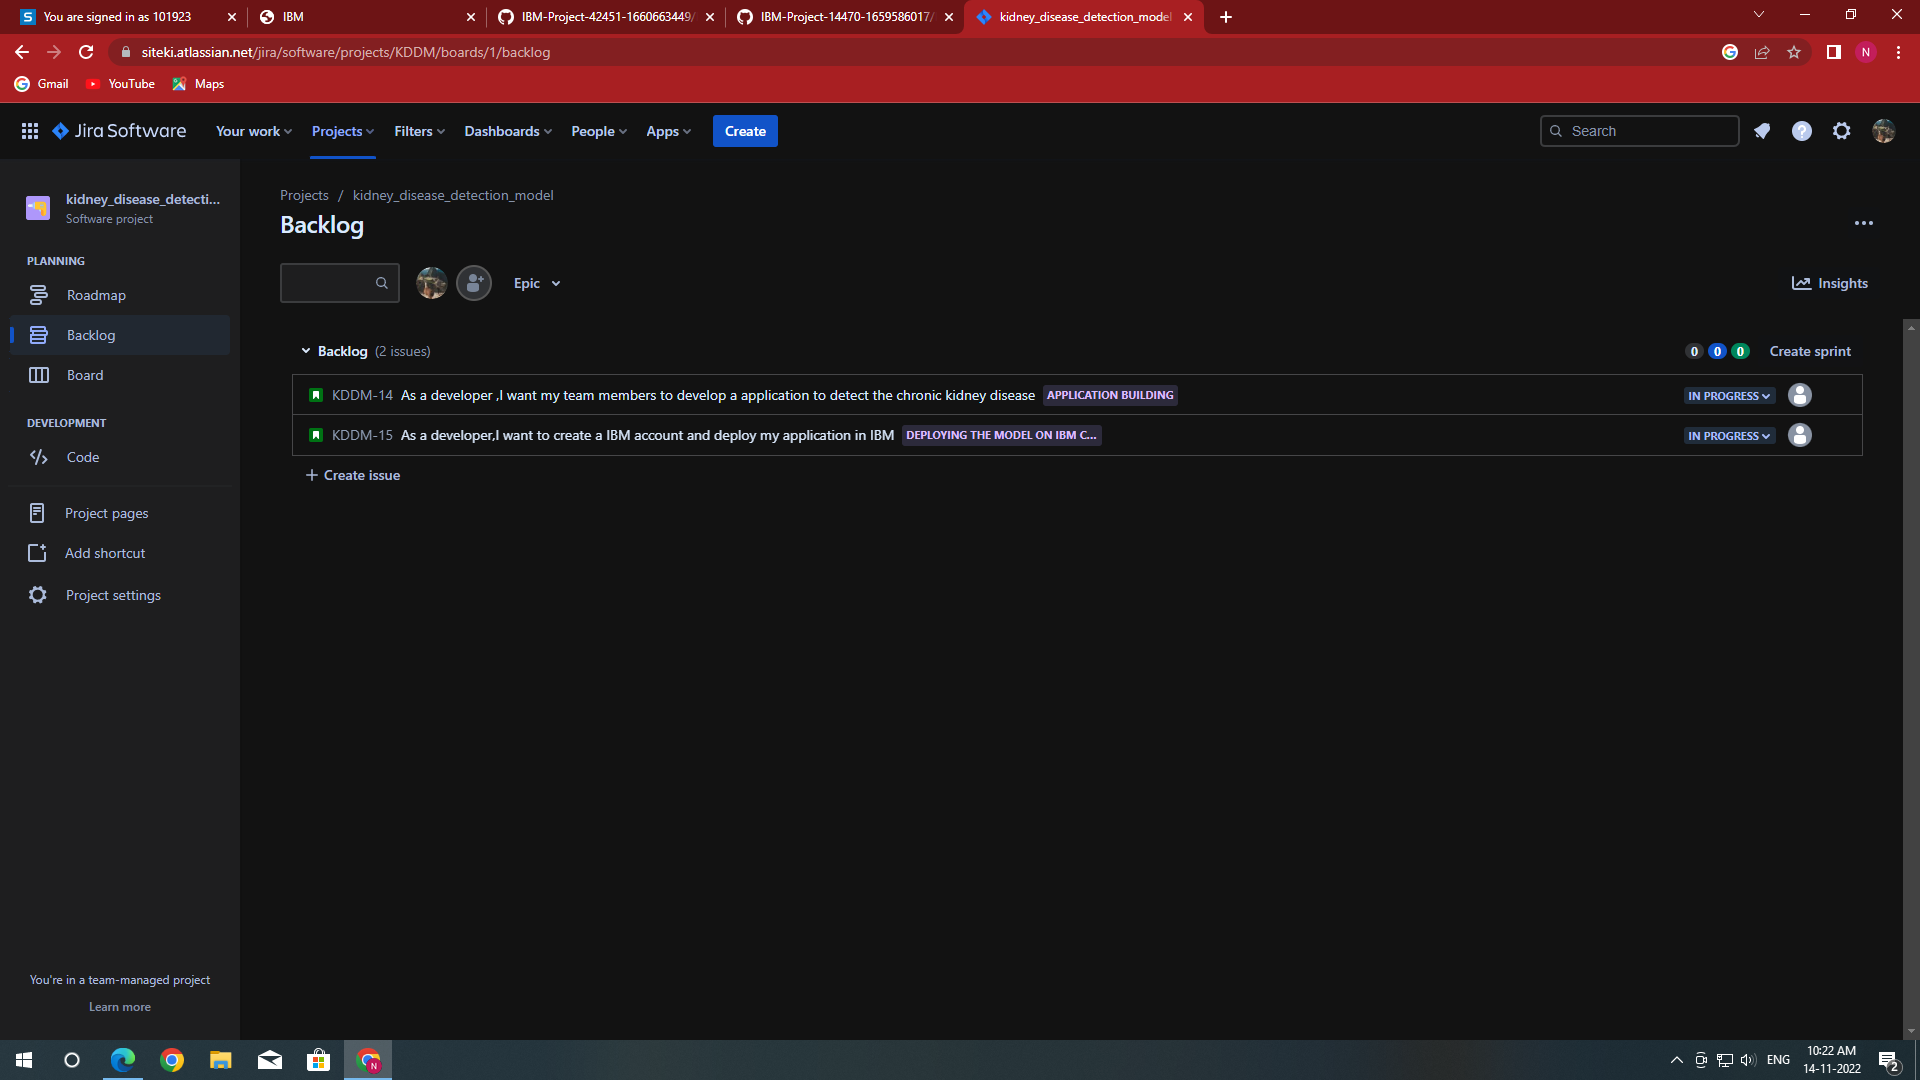 You are signed in as 101923
IBM
IBM-Project-42451-1660663449/
IBM-Project-14470-1659586017/
kidney_disease_detection_model
siteki.atlassian.net/jira/software/projects/KDDM/boards/1/backlog
N
Gmail
YouTube
Maps
Jira Software
Your work
Projects
Filters
Dashboards
People
Apps
Create
Search
kidney_disease_detecti...
Software project
PLANNING
Roadmap
Backlog
Board
DEVELOPMENT
Code
Project pages
Add shortcut
Project settings
You're in a team-managed project
Learn more
Projects / kidney_disease_detection_model
Backlog
Epic
Insights
Backlog (2 issues)
0 0 0 Create sprint
KDDM-14 As a developer ,I want my team members to develop a application to detect the chronic kidney disease APPLICATION BUILDING IN PROGRESS
KDDM-15 As a developer,I want to create a IBM account and deploy my application in IBM DEPLOYING THE MODEL ON IBM C... IN PROGRESS
+ Create issue
N
ENG
10:22 AM
14-11-2022
2